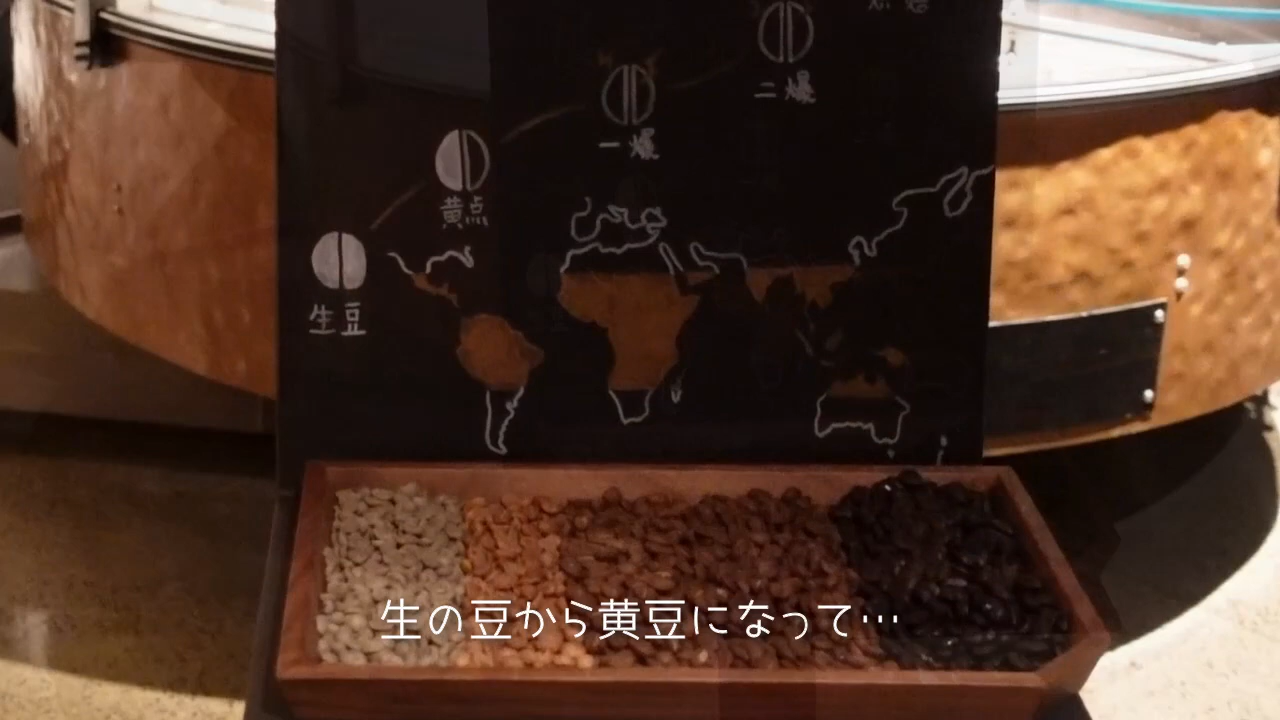 二爆
一爆
黄点
生豆
生の豆から黄豆になって…